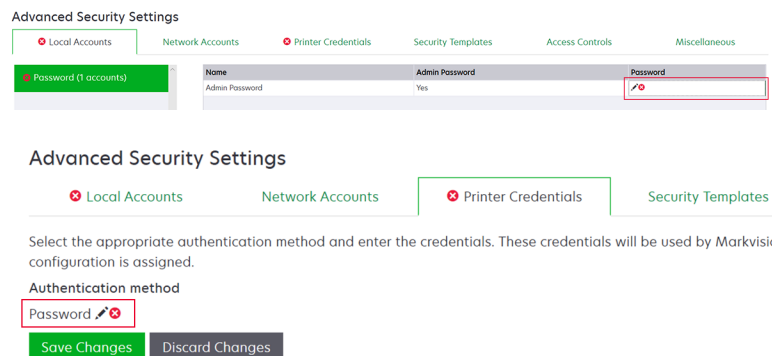 Advanced Security Settings
Local Accounts Network Accounts Printer Credentials Security Templates Access Controls Miscellaneous
Password (1 accounts)
Name Admin Password Password
Admin Password Yes
Advanced Security Settings
Local Accounts Network Accounts Printer Credentials Security Templates
Select the appropriate authentication method and enter the credentials. These credentials will be used by Markvisi
configuration is assigned.
Authentication method
Password
Save Changes Discard Changes